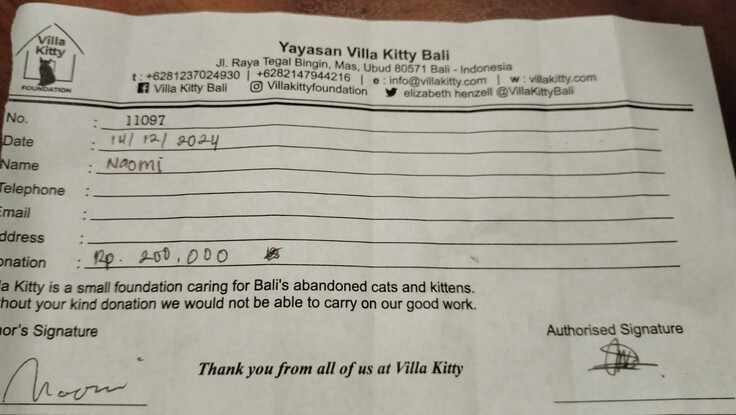 Villa
Kitty
FOUNDATION
Yayasan Villa Kitty Bali
Jl. Raya Tegal Bingin, Mas, Ubud 80571 Bali - Indonesia
t : +6281237024930 | +6282147944216 | e : info@villakitty.com | w : villakitty.com
Villa Kitty Bali Villakittyfoundation elizabeth henzell @VillaKittyBali
No. : 11097
Date : 14/12/2024
Name : Naomi
Telephone :
Email :
ddress :
onation : Rp. 200,000
a Kitty is a small foundation caring for Bali's abandoned cats and kittens.
hout your kind donation we would not be able to carry on our good work.
or's Signature Authorised Signature
Thank you from all of us at Villa Kitty
Naomi